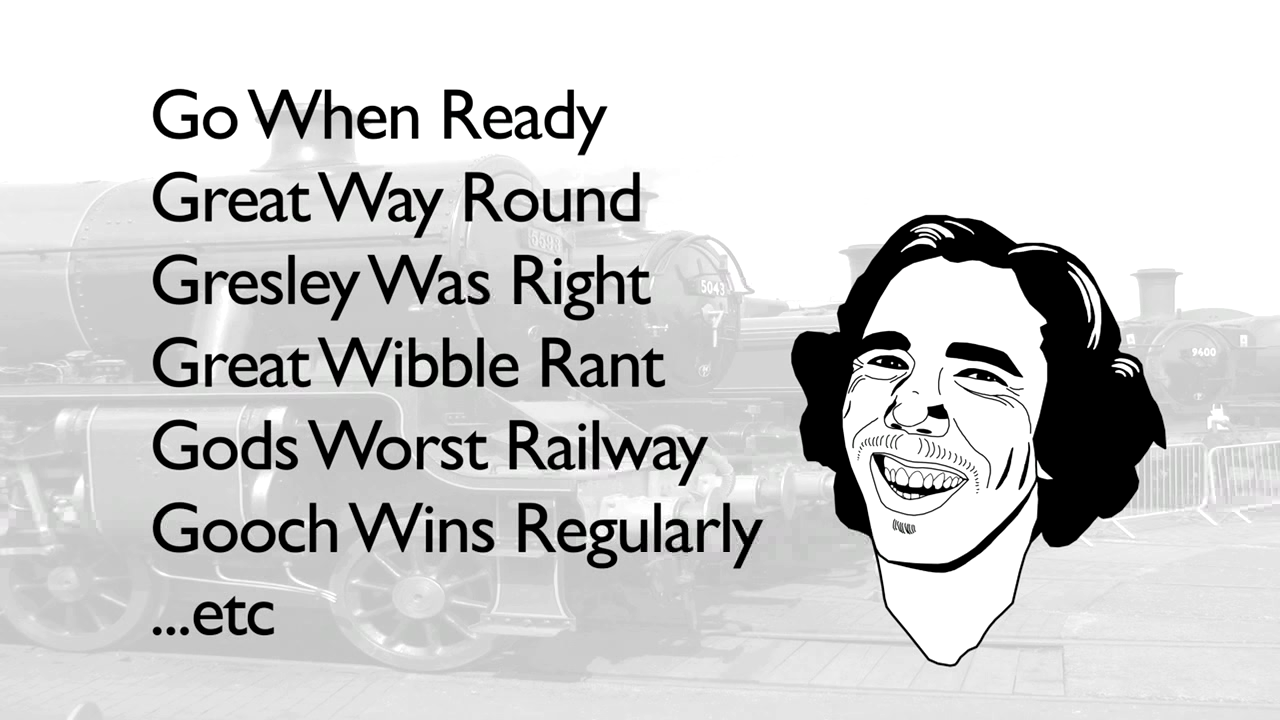 Go When Ready
Great Way Round
Gresley Was Right
Great Wibble Rant
Gods Worst Railway
Gooch Wins Regularly
...etc
5043
9400